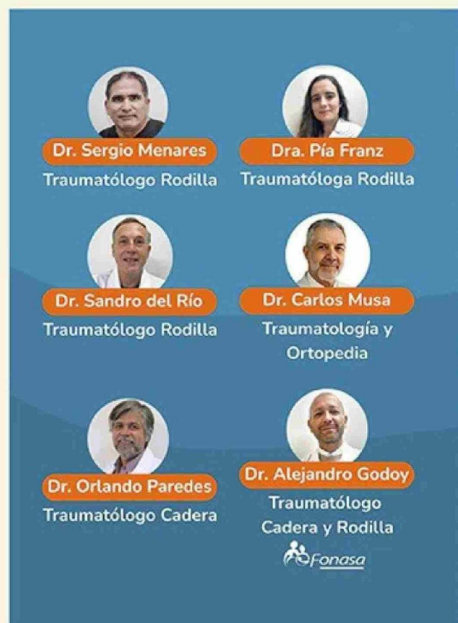 Dr. Sergio Menares
Traumatólogo Rodilla
Dra. Pía Franz
Traumatóloga Rodilla
Dr. Sandro del Río
Traumatólogo Rodilla
Dr. Carlos Musa
Traumatología y
Ortopedia
Dr. Orlando Paredes
Traumatólogo Cadera
Dr. Alejandro Godoy
Traumatólogo
Cadera y Rodilla
Fonasa